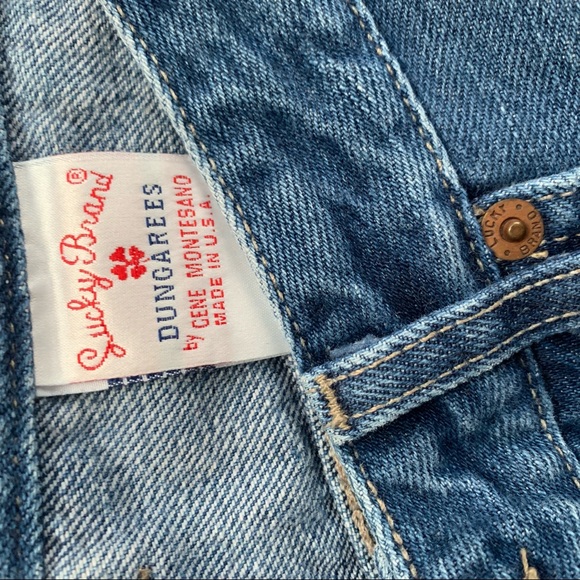 Lucky Brand®
DUNGAREES
by GENE MONTESANO
MADE IN U.S.A.
LUCKY BRAND